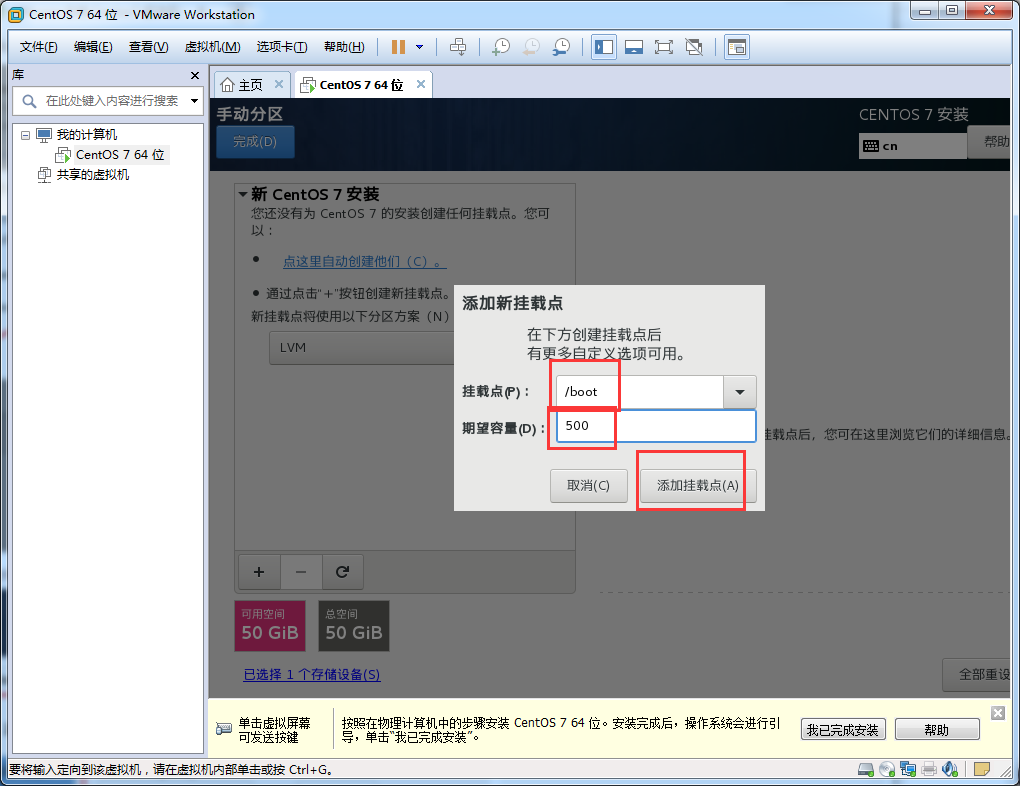 CentOS 7 64 位 - VMware Workstation
文件(F) 编辑(E) 查看(V) 虚拟机(M) 选项卡(T) 帮助(H)
库
在此处键入内容进行搜索
我的计算机
CentOS 7 64 位
共享的虚拟机
主页 CentOS 7 64 位
手动分区
完成(D)
CENTOS 7 安装
cn
帮助
新 CentOS 7 安装
您还没有为 CentOS 7 的安装创建任何挂载点。您可
以：
点这里自动创建他们（C）。
通过点击"+"按钮创建新挂载点。
新挂载点将使用以下分区方案（N）
LVM
添加新挂载点
在下方创建挂载点后
有更多自定义选项可用。
挂载点(P)： /boot
期望容量(D)： 500
取消(C) 添加挂载点(A)
挂载点后，您可在这里浏览它们的详细信息。
+ −
可用空间
50 GiB
总空间
50 GiB
已选择 1 个存储设备(S)
全部重设
单击虚拟屏幕
可发送按键
按照在物理计算机中的步骤安装 CentOS 7 64 位。安装完成后，操作系统会进行引
导，单击“我已完成安装”。
我已完成安装 帮助
要将输入定向到该虚拟机，请在虚拟机内部单击或按 Ctrl+G。